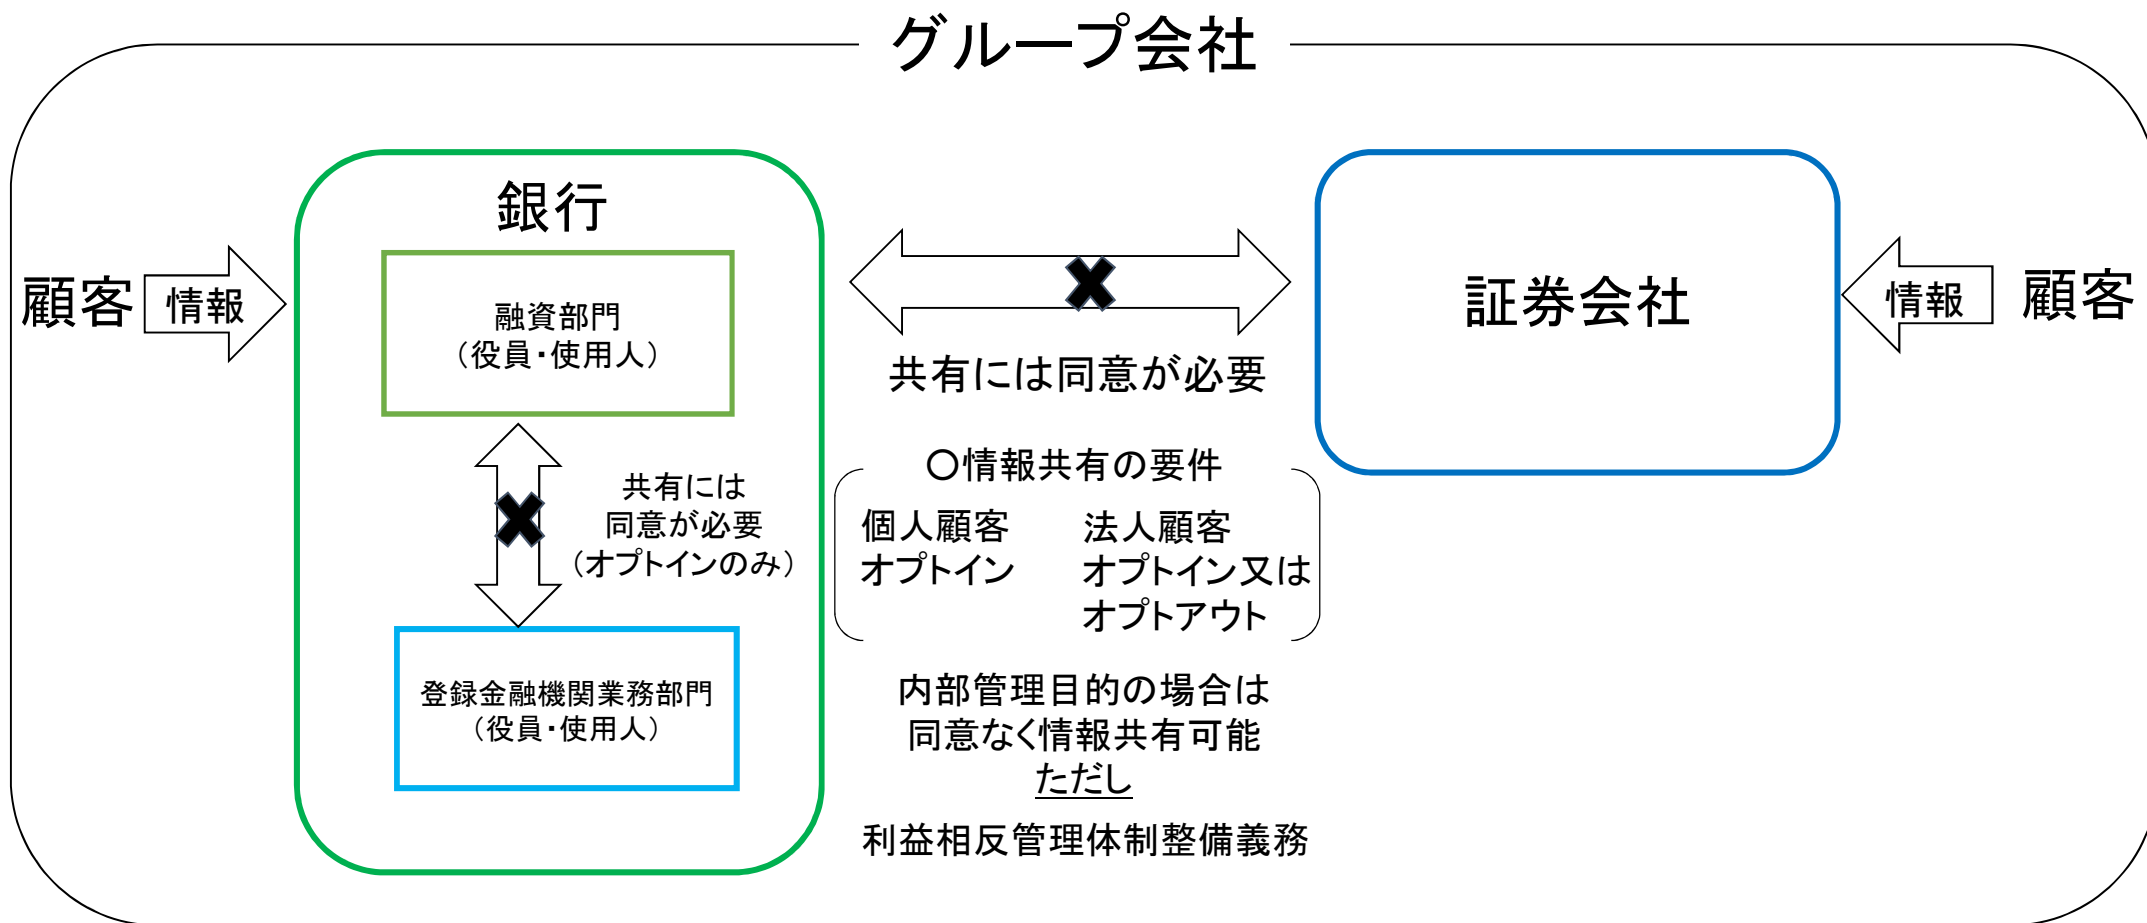 グループ会社
銀行
顧客
情報
融資部門
（役員・使用人）
共有には
同意が必要
（オプトインのみ）
登録金融機関業務部門
（役員・使用人）
共有には同意が必要
〇情報共有の要件
個人顧客
オプトイン
法人顧客
オプトイン又は
オプトアウト
内部管理目的の場合は
同意なく情報共有可能
ただし
利益相反管理体制整備義務
証券会社
情報
顧客